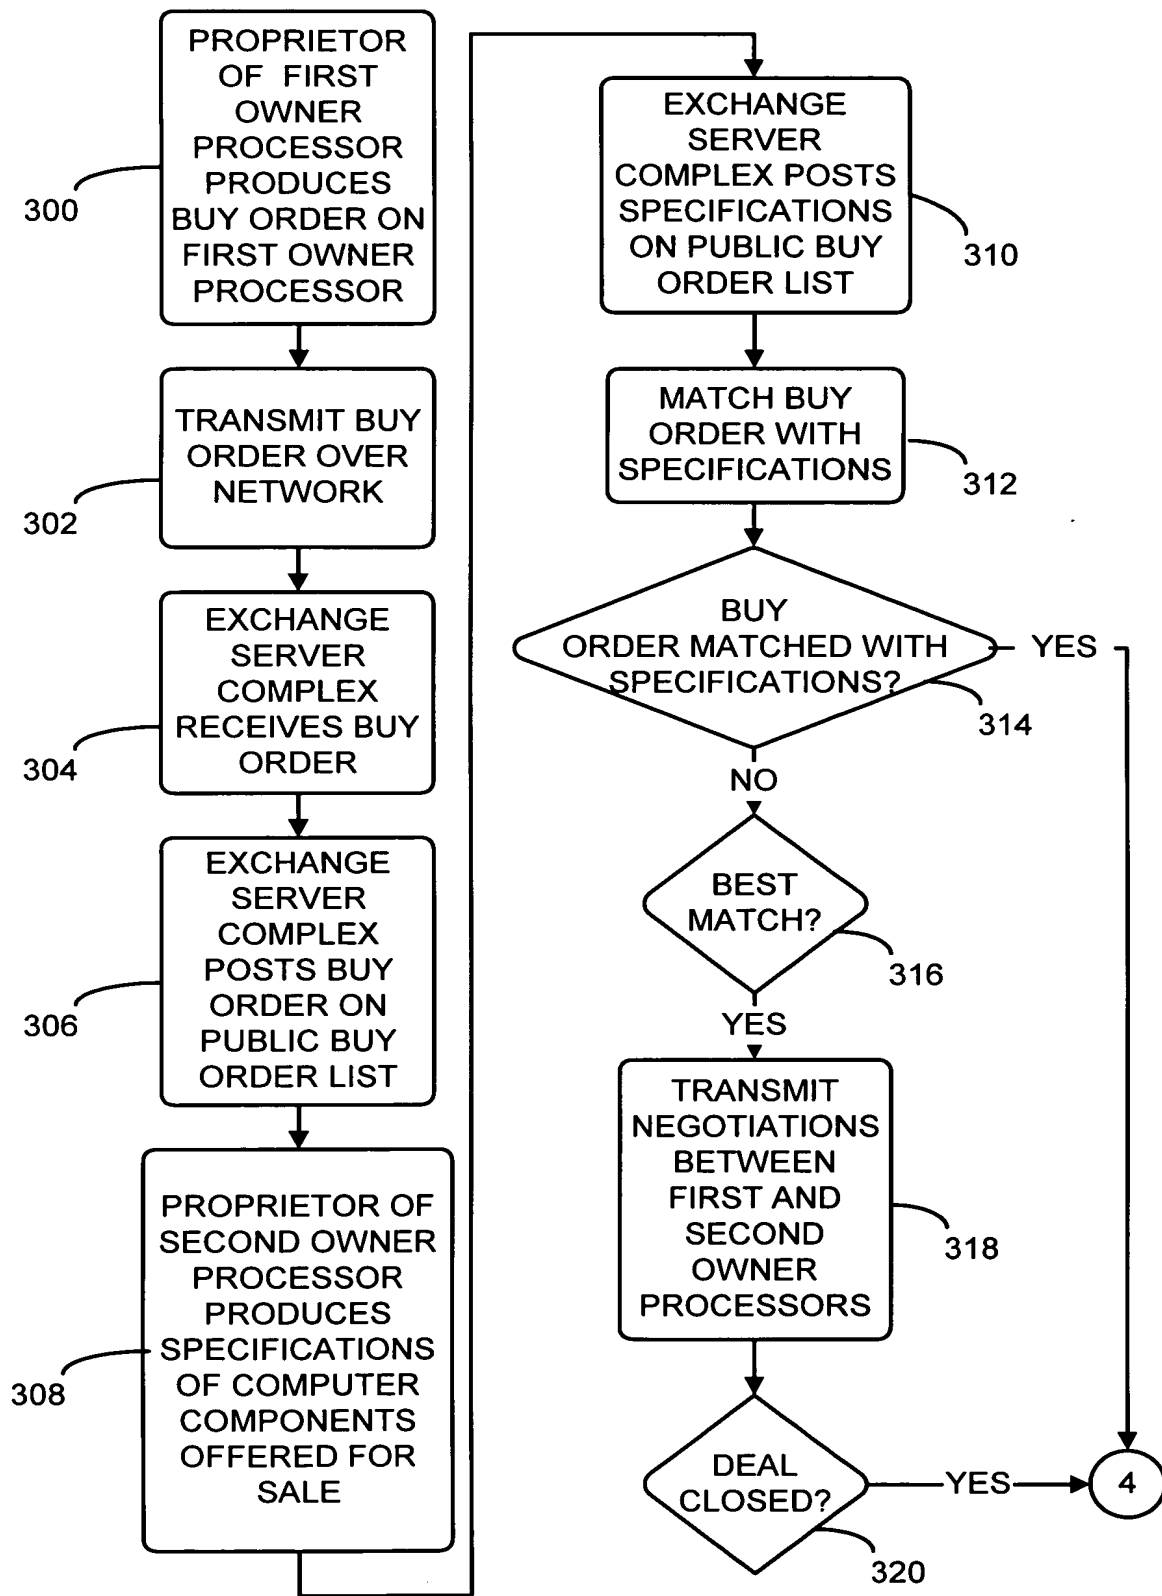 PROPRIETOR
OF FIRST
OWNER
PROCESSOR
PRODUCES
BUY ORDER ON
FIRST OWNER
PROCESSOR
300
TRANSMIT BUY
ORDER OVER
NETWORK
302
EXCHANGE
SERVER
COMPLEX
RECEIVES BUY
ORDER
304
EXCHANGE
SERVER
COMPLEX
POSTS BUY
ORDER ON
PUBLIC BUY
ORDER LIST
306
PROPRIETOR OF
SECOND OWNER
PROCESSOR
PRODUCES
SPECIFICATIONS
OF COMPUTER
COMPONENTS
OFFERED FOR
SALE
308
EXCHANGE
SERVER
COMPLEX POSTS
SPECIFICATIONS
ON PUBLIC BUY
ORDER LIST
310
MATCH BUY
ORDER WITH
SPECIFICATIONS
312
BUY
ORDER MATCHED WITH
SPECIFICATIONS?
YES
314
NO
BEST
MATCH?
316
YES
TRANSMIT
NEGOTIATIONS
BETWEEN
FIRST AND
SECOND
OWNER
PROCESSORS
318
DEAL
CLOSED?
YES
4
320